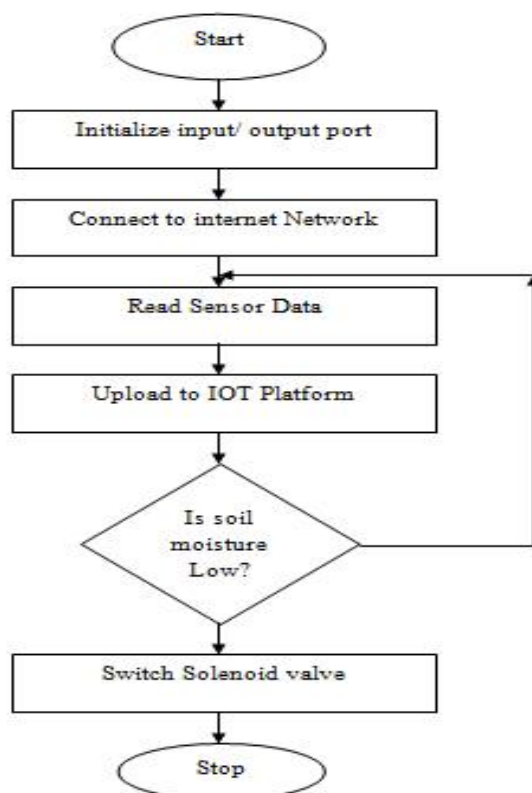 Start
Initialize input/ output port
Connect to internet Network
Read Sensor Data
Upload to IOT Platform
Is soil
moisture
Low?
Switch Solenoid valve
Stop